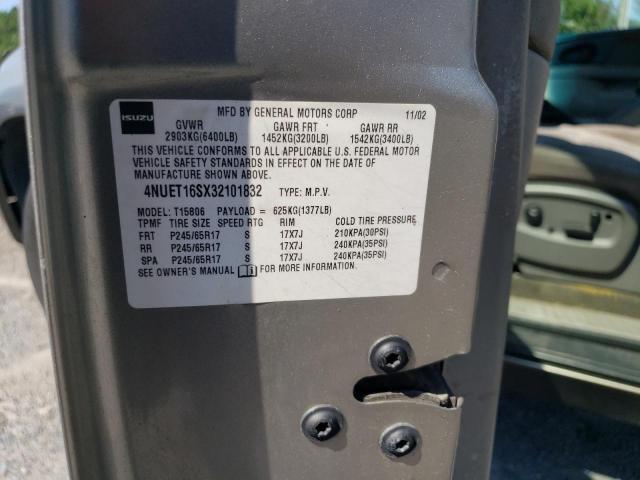 ISUZU MFD BY GENERAL MOTORS CORP 11/02
GVWR GAWR FRT GAWR RR
2903KG(6400LB) 1452KG(3200LB) 1542KG(3400LB)
THIS VEHICLE CONFORMS TO ALL APPLICABLE U.S. FEDERAL MOTOR
VEHICLE SAFETY STANDARDS IN EFFECT ON THE DATE OF
MANUFACTURE SHOWN ABOVE.
4NUET16SX32101832 TYPE: M.P.V.
MODEL: T15806 PAYLOAD = 625KG(1377LB)
TPMF TIRE SIZE SPEED RTG RIM COLD TIRE PRESSURE
FRT P245/65R17 S 17X7J 210KPA(30PSI)
RR P245/65R17 S 17X7J 240KPA(35PSI)
SPA P245/65R17 S 17X7J 240KPA(35PSI)
SEE OWNER'S MANUAL FOR MORE INFORMATION.